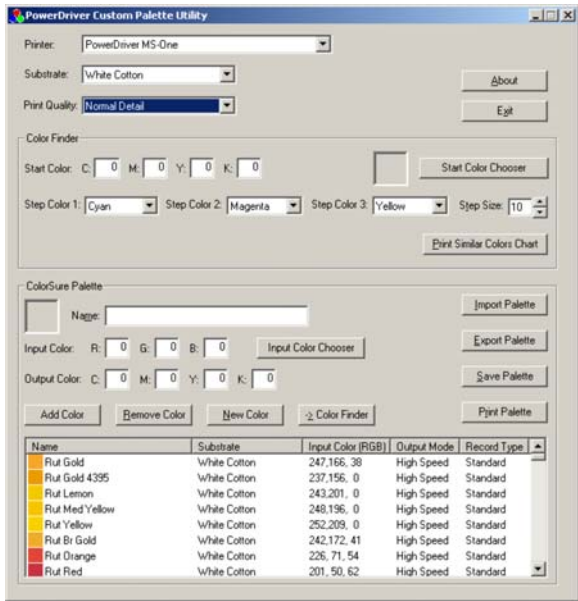 PowerDriver Custom Palette Utility
Printer: PowerDriver MS-One
Substrate: White Cotton
About
Print Quality: Normal Detail
Exit
Color Finder
Start Color: C: 0 M: 0 Y: 0 K: 0 Start Color Chooser
Step Color 1: Cyan Step Color 2: Magenta Step Color 3: Yellow Step Size: 10
Print Similar Colors Chart
ColorSure Palette
Import Palette
Name:
Input Color: R: 0 G: 0 B: 0 Input Color Chooser Export Palette
Output Color: C: 0 M: 0 Y: 0 K: 0 Save Palette
Add Color Remove Color New Color -> Color Finder Print Palette
Name Substrate Input Color (RGB) Output Mode Record Type
Rut Gold White Cotton 247,166, 38 High Speed Standard
Rut Gold 4395 White Cotton 237,156, 0 High Speed Standard
Rut Lemon White Cotton 243,201, 0 High Speed Standard
Rut Med Yellow White Cotton 248,196, 0 High Speed Standard
Rut Yellow White Cotton 252,209, 0 High Speed Standard
Rut Br Gold White Cotton 242,172, 41 High Speed Standard
Rut Orange White Cotton 226, 71, 54 High Speed Standard
Rut Red White Cotton 201, 50, 62 High Speed Standard